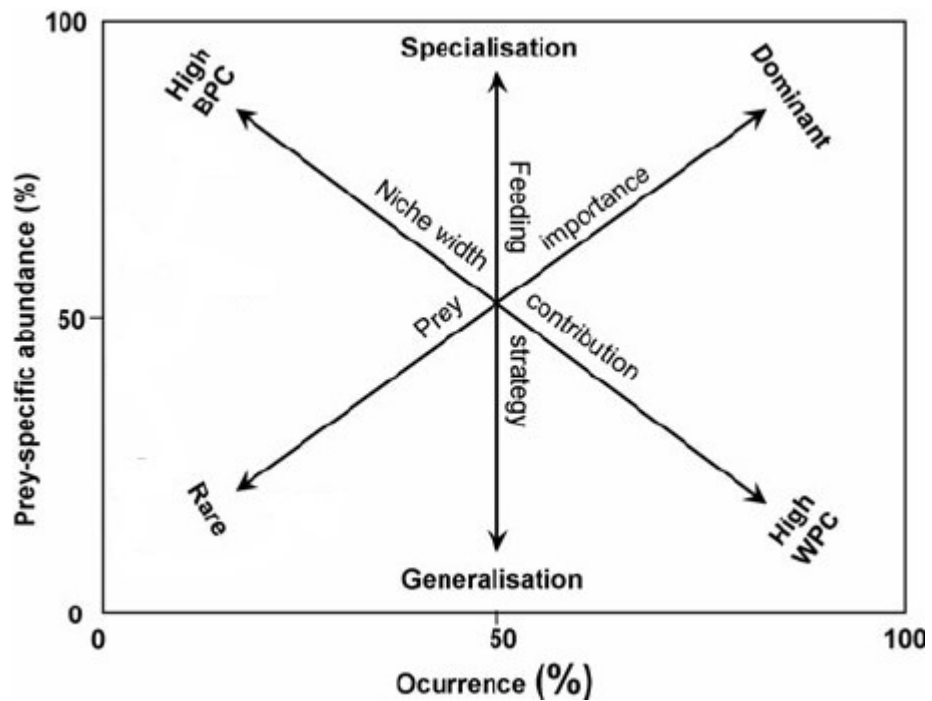 100
Specialisation
High
BPC
Dominant
Feeding
importance
Niche width
Prey-specific abundance (%)
50
Prey
contribution
strategy
Rare
High
WPC
Generalisation
0
0
50
100
Ocurrence (%)